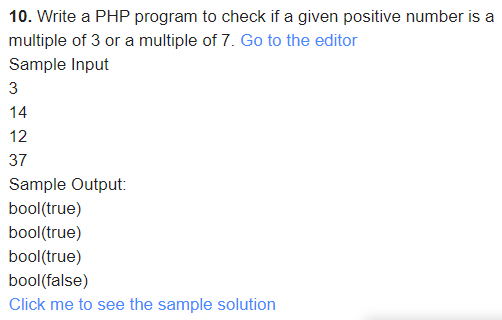 10. Write a PHP program to check if a given positive number is a
multiple of 3 or a multiple of 7. Go to the editor
Sample Input
3
14
12
37
Sample Output:
bool(true)
bool(true)
bool(true)
bool(false)
Click me to see the sample solution